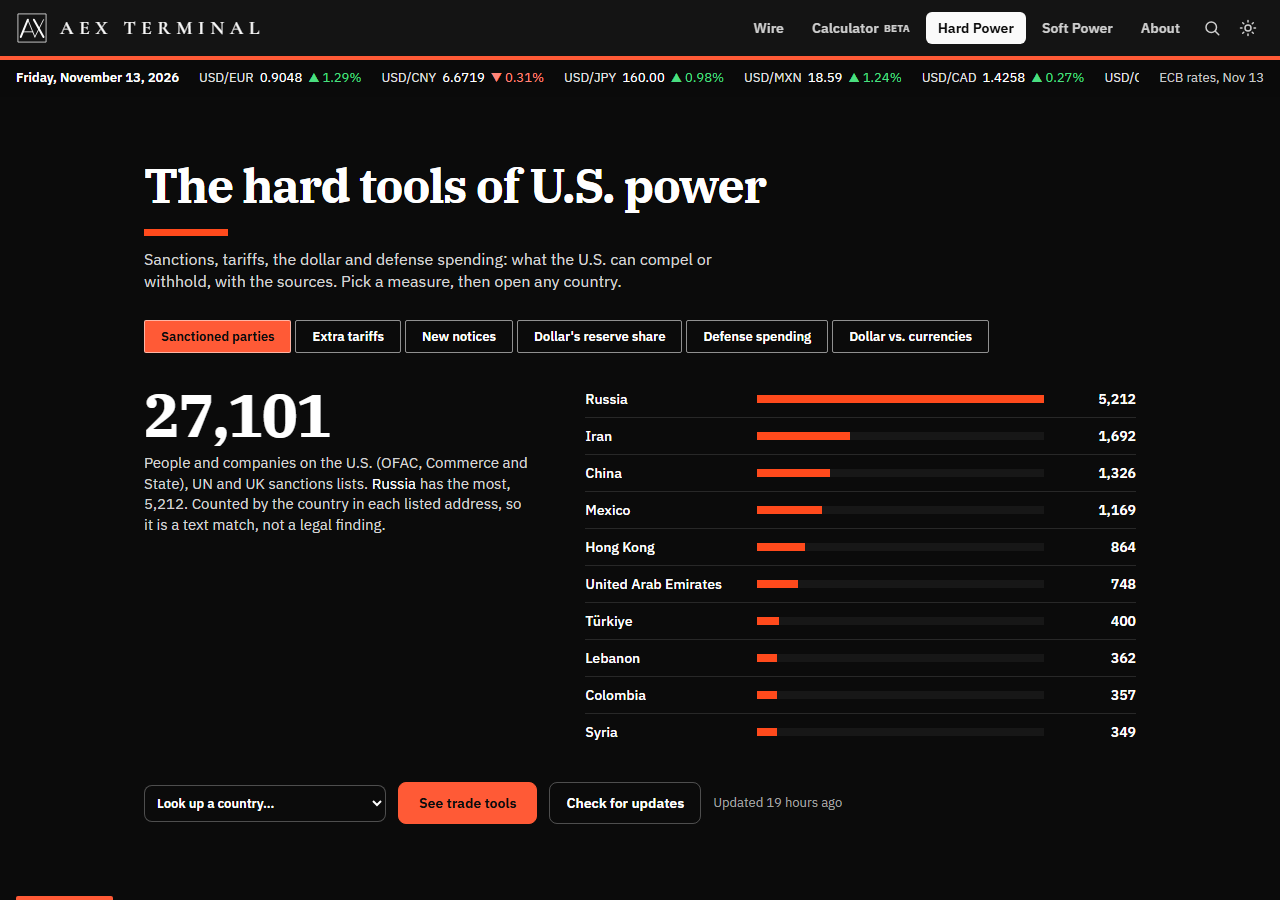 AEX TERMINAL
Wire
Calculator BETA
Hard Power
Soft Power
About
Friday, November 13, 2026 USD/EUR 0.9048 ▲1.29% USD/CNY 6.6719 ▼0.31% USD/JPY 160.00 ▲0.98% USD/MXN 18.59 ▲1.24% USD/CAD 1.4258 ▲0.27% ECB rates, Nov 13
The hard tools of U.S. power
Sanctions, tariffs, the dollar and defense spending: what the U.S. can compel or
withhold, with the sources. Pick a measure, then open any country.
Sanctioned parties
Extra tariffs
New notices
Dollar's reserve share
Defense spending
Dollar vs. currencies
27,101
People and companies on the U.S. (OFAC, Commerce and
State), UN and UK sanctions lists. Russia has the most,
5,212. Counted by the country in each listed address, so
it is a text match, not a legal finding.
Russia 5,212
Iran 1,692
China 1,326
Mexico 1,169
Hong Kong 864
United Arab Emirates 748
Türkiye 400
Lebanon 362
Colombia 357
Syria 349
Look up a country...
See trade tools
Check for updates
Updated 19 hours ago